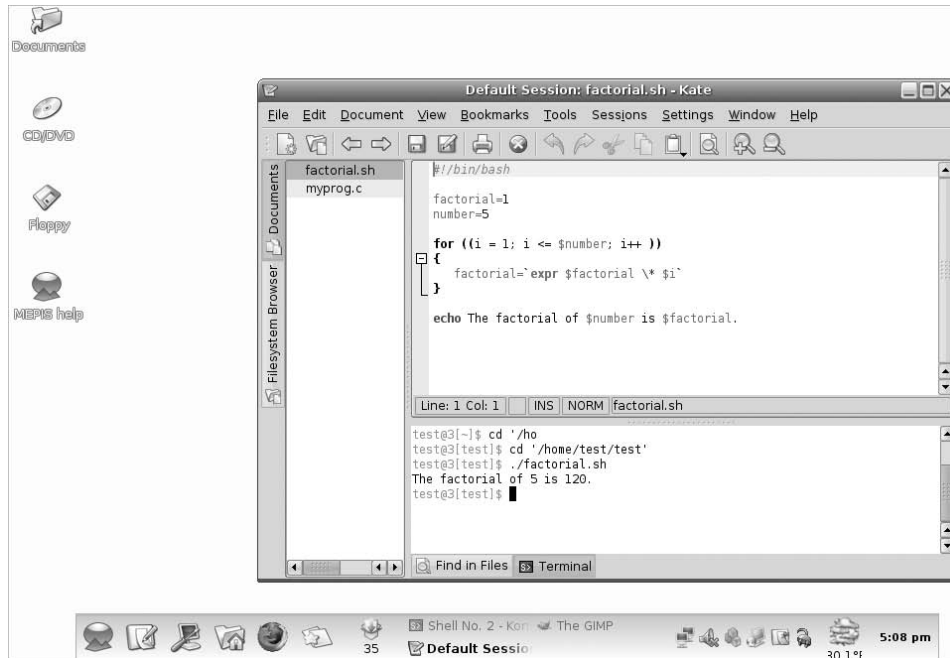 Documents
CD/DVD
Floppy
MEPIS help
Default Session: factorial.sh - Kate
File Edit Document View Bookmarks Tools Sessions Settings Window Help
Documents
Filesystem Browser
factorial.sh
myprog.c
#!/bin/bash
factorial=1
number=5
for ((i = 1; i <= $number; i++ ))
{
factorial=`expr $factorial \* $i`
}
echo The factorial of $number is $factorial.
Line: 1 Col: 1 INS NORM factorial.sh
test@3[~]$ cd '/ho
test@3[test]$ cd '/home/test/test'
test@3[test]$ ./factorial.sh
The factorial of 5 is 120.
test@3[test]$
Find in Files Terminal
35
Shell No. 2 - Kon
The GIMP
Default Sessio
30.1°F
5:08 pm